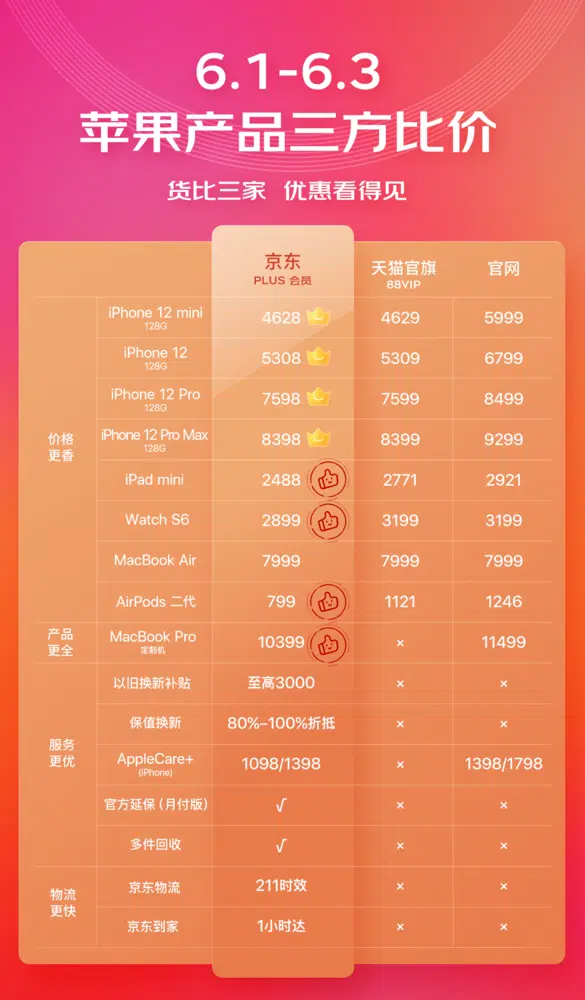 6.1-6.3
苹果产品三方比价
货比三家 优惠看得见
京东 天猫官旗 官网
PLUS 会员 88VIP
价格
更香
iPhone 12 mini 4628 4629 5999
128G
iPhone 12 5308 5309 6799
128G
iPhone 12 Pro 7598 7599 8499
128G
iPhone 12 Pro Max 8398 8399 9299
128G
iPad mini 2488 2771 2921
Watch S6 2899 3199 3199
MacBook Air 7999 7999 7999
AirPods 二代 799 1121 1246
产品
更全
MacBook Pro 10399 × 11499
定制机
服务
更优
以旧换新补贴 至高3000 × ×
保值换新 80%-100%折抵 × ×
AppleCare+ 1098/1398 × 1398/1798
(iPhone)
官方延保(月付版) √ × ×
多件回收 √ × ×
物流
更快
京东物流 211时效 × ×
京东到家 1小时达 × ×